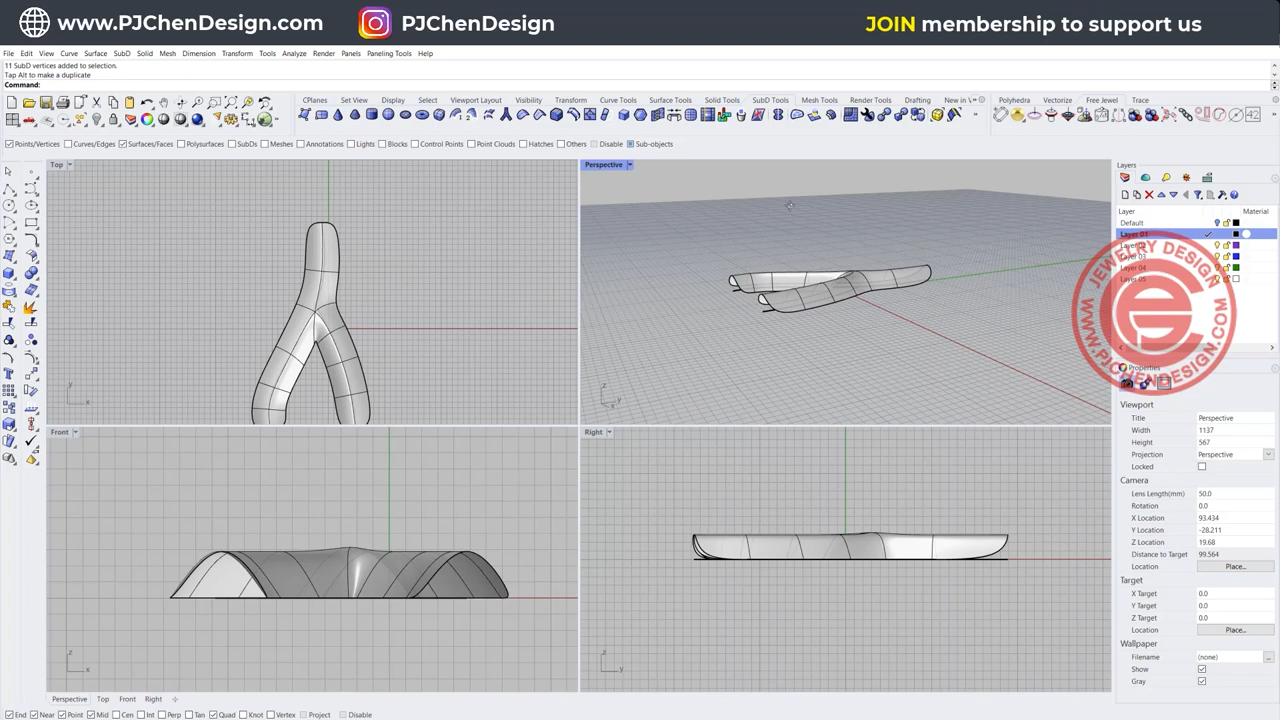 www.PJChenDesign.com
PJChenDesign
JOIN membership to support us
File Edit View Curve Surface SubD Solid Mesh Dimension Transform Tools Analyze Render Panels Paneling Tools Help
11 SubD vertices added to selection.
Tap Alt to make a duplicate
Command:
CPlanes Set View Display Select Viewport Layout Visibility Transform Curve Tools Surface Tools Solid Tools SubD Tools Mesh Tools Render Tools Drafting New in V
Polyhedra Vectorize Free Jewel Trace
Points/Vertices Curves/Edges Surfaces/Faces Polysurfaces SubDs Meshes Annotations Lights Blocks Control Points Point Clouds Hatches Others Disable Sub-objects
Top
Perspective
Front
Right
y
x
z
x
z
y
Layers
Layer Material
Default
Layer 01
Layer 02
Layer 03
Layer 04
Layer 05
JEWELRY DESIGN
WWW.PJCHENDESIGN.COM
Properties
Viewport
Title Perspective
Width 1137
Height 567
Projection Perspective
Locked
Camera
Lens Length(mm) 50.0
Rotation 0.0
X Location 93.434
Y Location -28.211
Z Location 19.68
Distance to Target 99.564
Location Place...
Target
X Target 0.0
Y Target 0.0
Z Target 0.0
Location Place...
Wallpaper
Filename (none)
Show
Gray
Perspective Top Front Right
End Near Point Mid Cen Int Perp Tan Quad Knot Vertex Project Disable